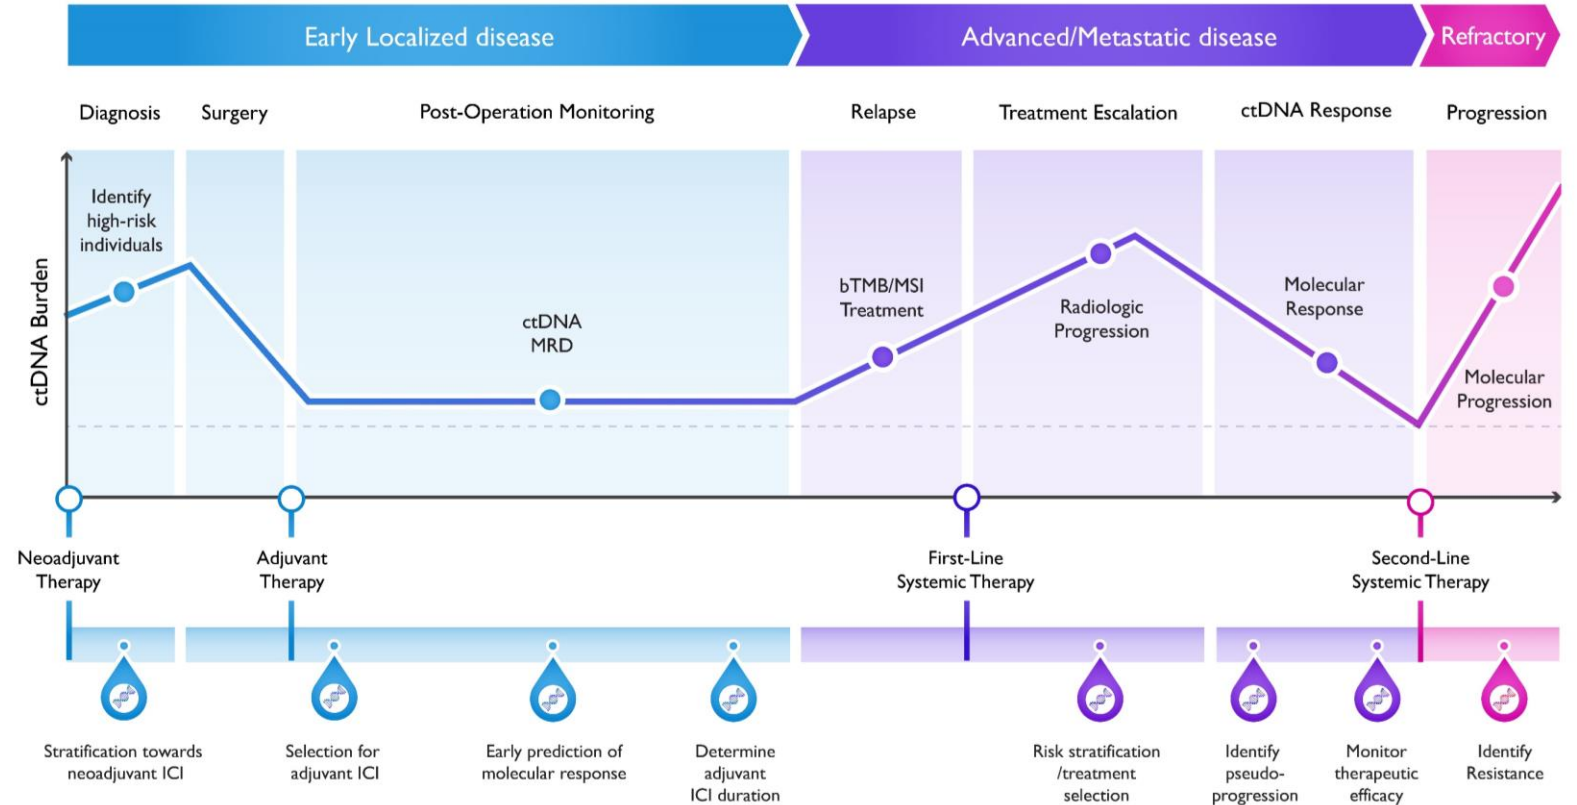 Early Localized disease
Advanced/Metastatic disease
Refractory
Diagnosis
Surgery
Post-Operation Monitoring
Relapse
Treatment Escalation
ctDNA Response
Progression
ctDNA Burden
Identify
high-risk
individuals
ctDNA
MRD
bTMB/MSI
Treatment
Radiologic
Progression
Molecular
Response
Molecular
Progression
Neoadjuvant
Therapy
Adjuvant
Therapy
First-Line
Systemic Therapy
Second-Line
Systemic Therapy
Stratification towards
neoadjuvant ICI
Selection for
adjuvant ICI
Early prediction of
molecular response
Determine
adjuvant
ICI duration
Risk stratification
/treatment
selection
Identify
pseudo-
progression
Monitor
therapeutic
efficacy
Identify
Resistance